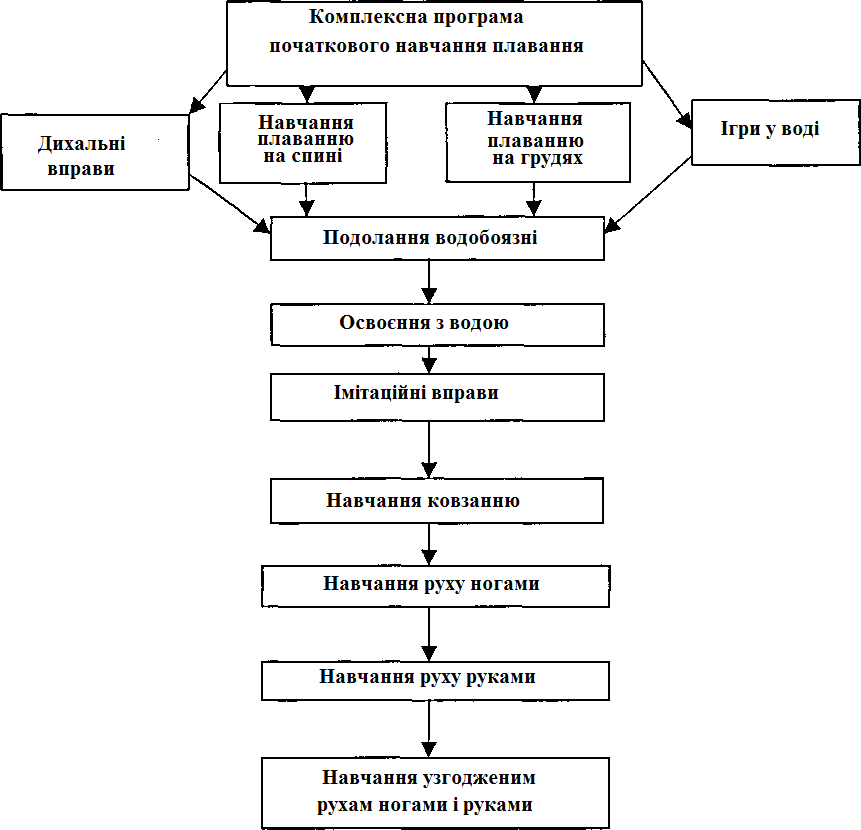 Комплексна програма
початкового навчання плавання
Дихальні
вправи
Навчання
плаванню
на спині
Навчання
плаванню
на грудях
Ігри у воді
Подолання водобоязні
Освоєння з водою
Імітаційні вправи
Навчання ковзанню
Навчання руху ногами
Навчання руху руками
Навчання узгодженим
рухам ногами і руками